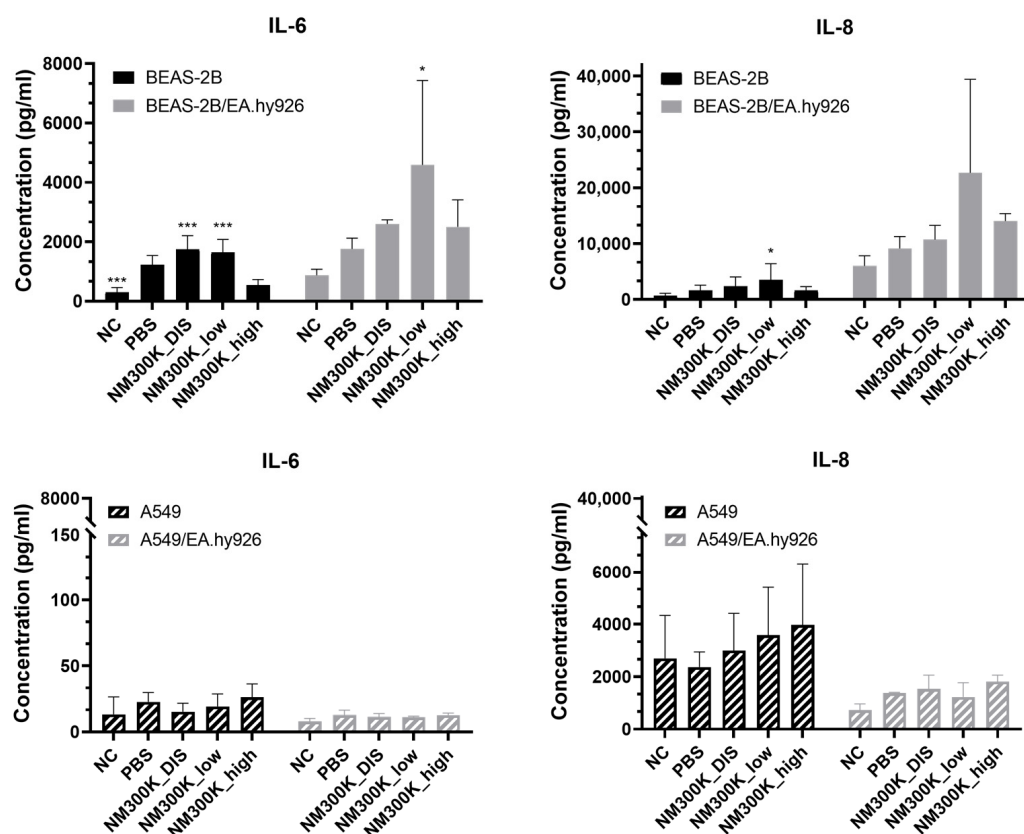 IL-6
Concentration (pg/ml)
8000
6000
4000
2000
0
BEAS-2B
BEAS-2B/EA.hy926
***
***
***
*
NC
PBS
NM300K_DIS
NM300K_low
NM300K_high
NC
PBS
NM300K_DIS
NM300K_low
NM300K_high
IL-8
Concentration (pg/ml)
40,000
30,000
20,000
10,000
0
BEAS-2B
BEAS-2B/EA.hy926
*
NC
PBS
NM300K_DIS
NM300K_low
NM300K_high
NC
PBS
NM300K_DIS
NM300K_low
NM300K_high
IL-6
Concentration (pg/ml)
8000
150
100
50
0
A549
A549/EA.hy926
NC
PBS
NM300K_DIS
NM300K_low
NM300K_high
NC
PBS
NM300K_DIS
NM300K_low
NM300K_high
IL-8
Concentration (pg/ml)
40,000
6000
4000
2000
0
A549
A549/EA.hy926
NC
PBS
NM300K_DIS
NM300K_low
NM300K_high
NC
PBS
NM300K_DIS
NM300K_low
NM300K_high